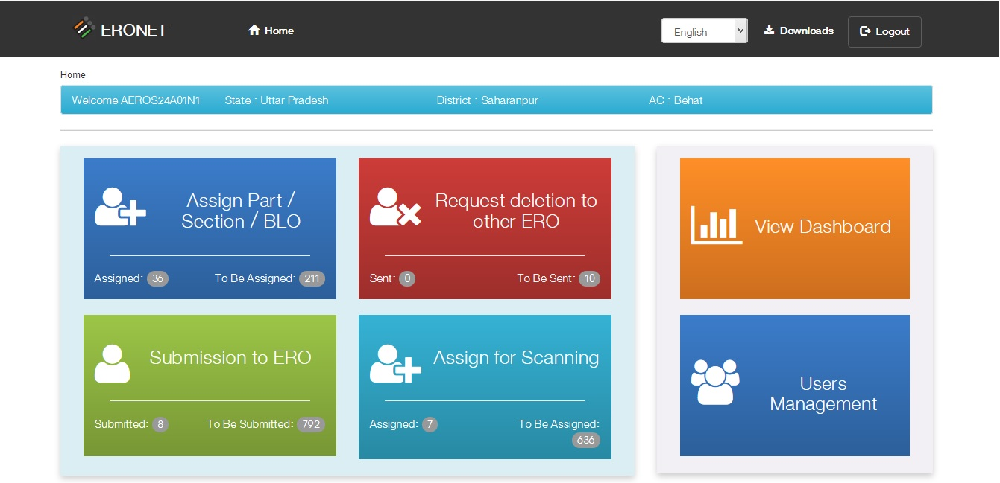 ERONET
Home
English
Downloads
Logout
Home
Welcome AEROS24A01N1 State : Uttar Pradesh District : Saharanpur AC : Behat
Assign Part /
Section / BLO
Assigned: 36 To Be Assigned: 211
Request deletion to
other ERO
Sent: 0 To Be Sent: 10
View Dashboard
Submission to ERO
Submitted: 8 To Be Submitted: 792
Assign for Scanning
Assigned: 7 To Be Assigned:
636
Users
Management